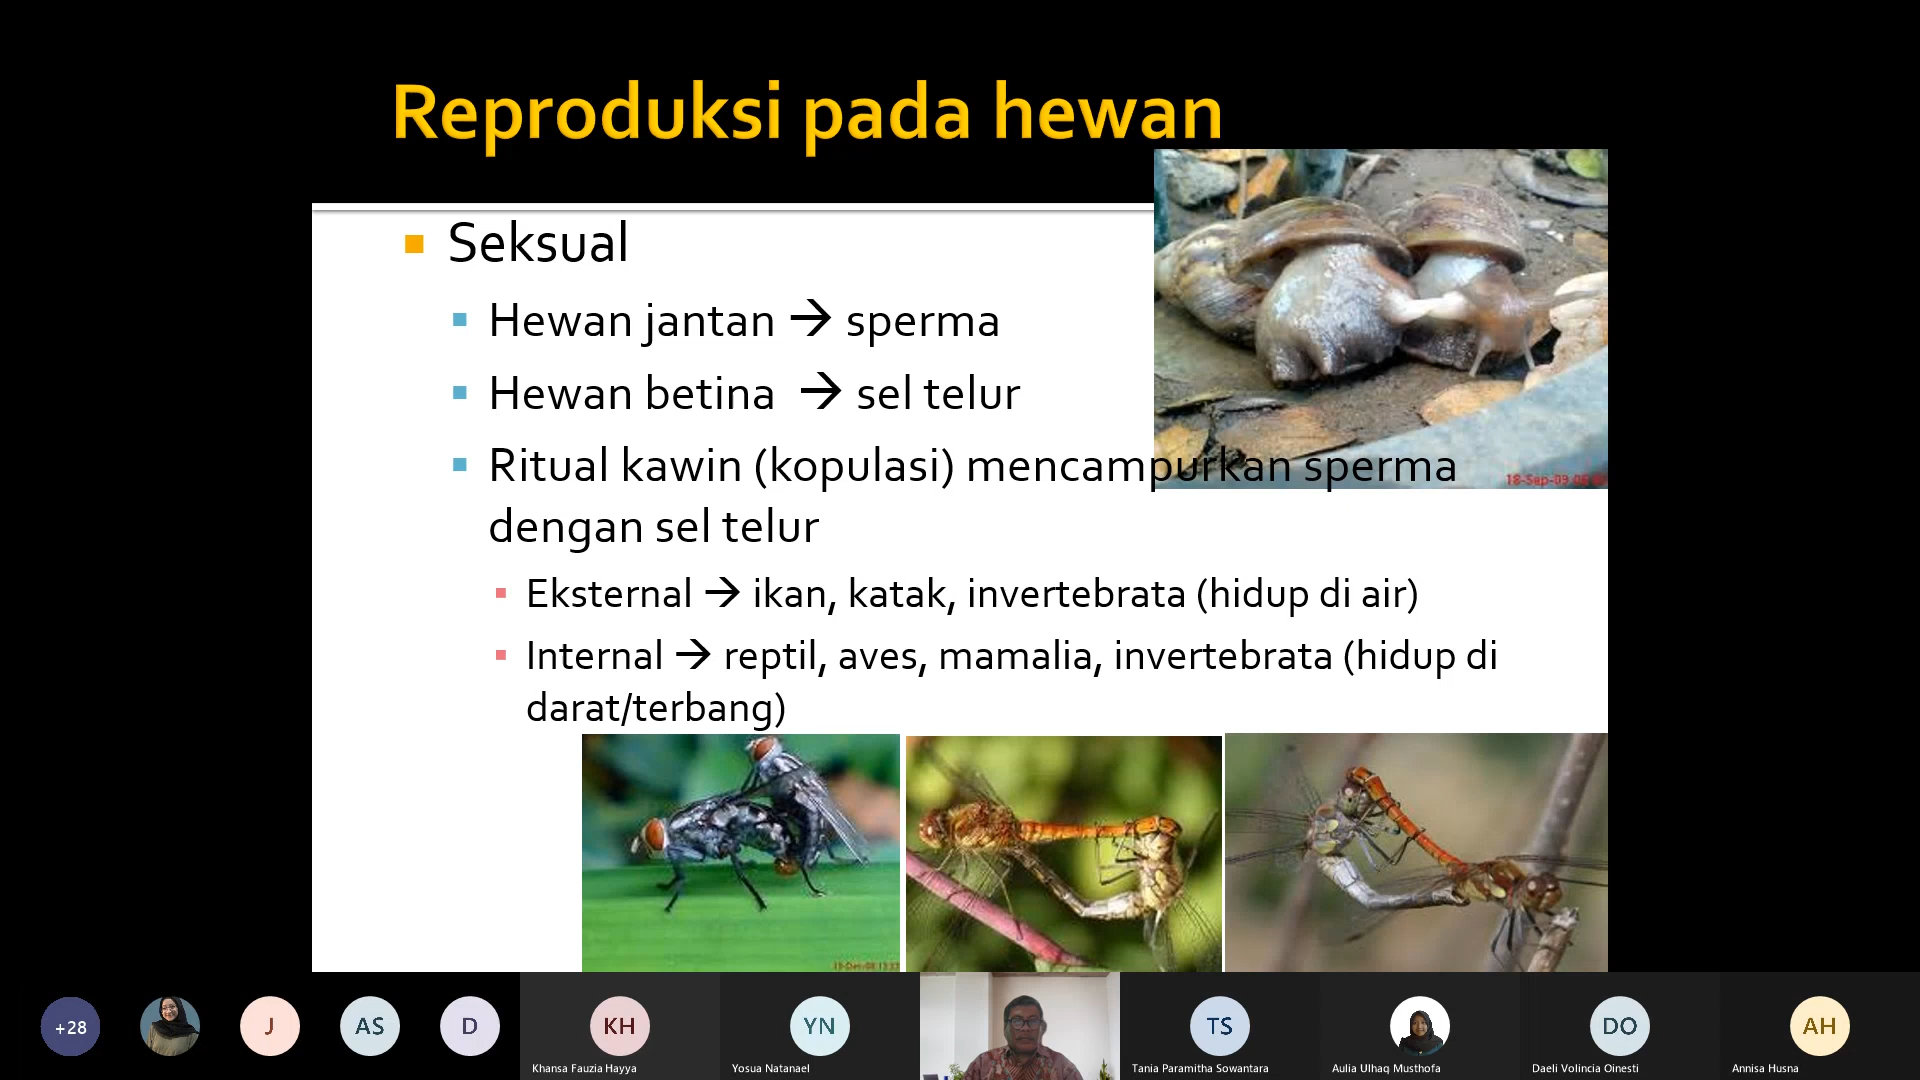 Reproduksi pada hewan
Seksual
Hewan jantan → sperma
Hewan betina → sel telur
Ritual kawin (kopulasi) mencampurkan sperma
dengan sel telur
Eksternal → ikan, katak, invertebrata (hidup di air)
Internal → reptil, aves, mamalia, invertebrata (hidup di
darat/terbang)
18-Sep-09
+28
J
AS
D
KH
YN
TS
DO
AH
Khansa Fauzia Hayya
Yosua Natanael
Tania Paramitha Sowantara
Aulia Ulhaq Musthofa
Daeli Volincia Oinesti
Annisa Husna